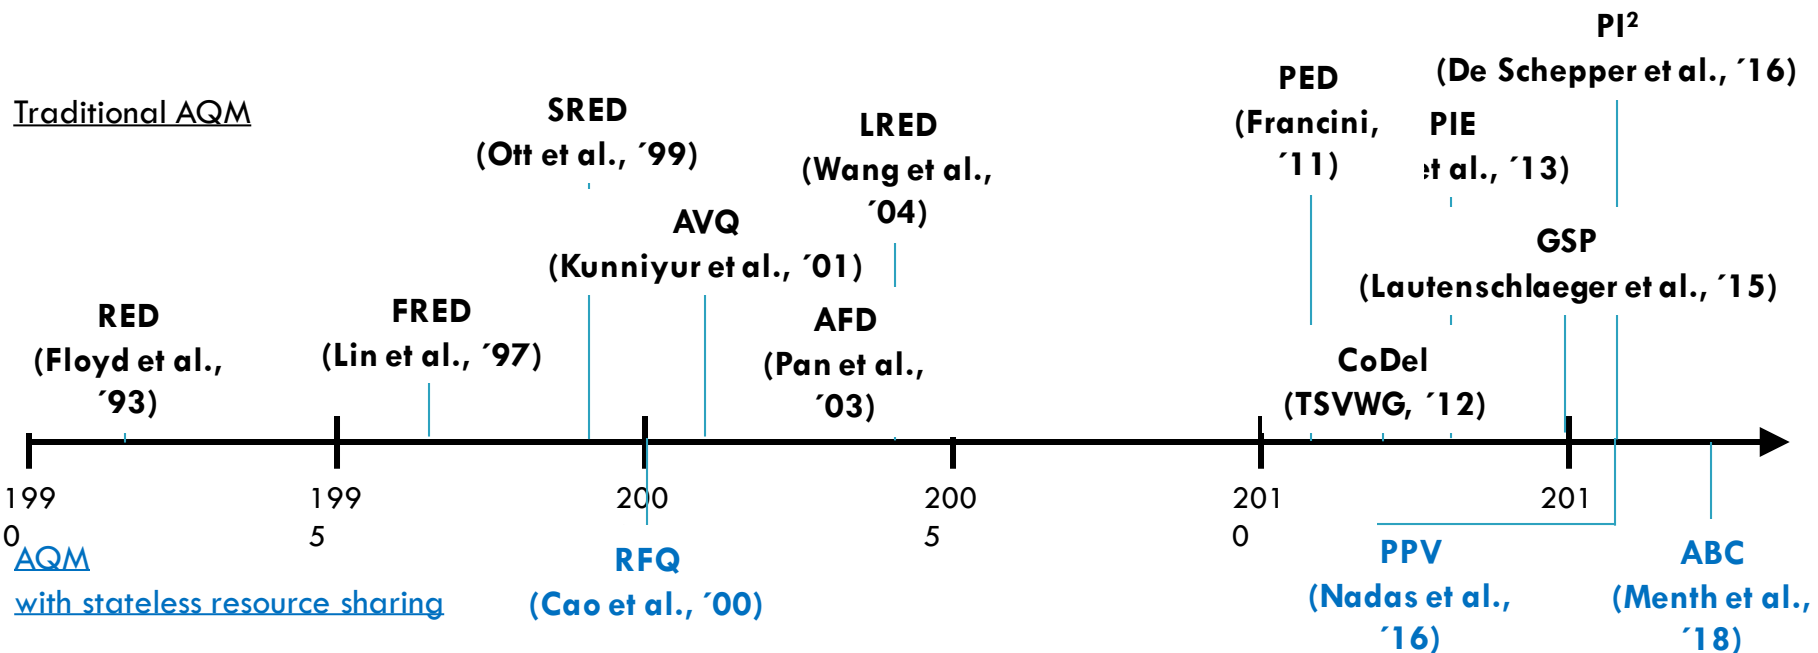 Traditional AQM
RED
(Floyd et al.,
´93)
FRED
(Lin et al., ´97)
SRED
(Ott et al., ´99)
AVQ
(Kunniyur et al., ´01)
LRED
(Wang et al.,
´04)
AFD
(Pan et al.,
´03)
PED
(Francini,
´11)
PIE
et al., ´13)
PI²
(De Schepper et al., ´16)
GSP
(Lautenschlaeger et al., ´15)
CoDel
(TSVWG, ´12)
199
0
199
5
200
200
5
201
0
201
AQM
with stateless resource sharing
RFQ
(Cao et al., ´00)
PPV
(Nadas et al.,
´16)
ABC
(Menth et al.,
´18)